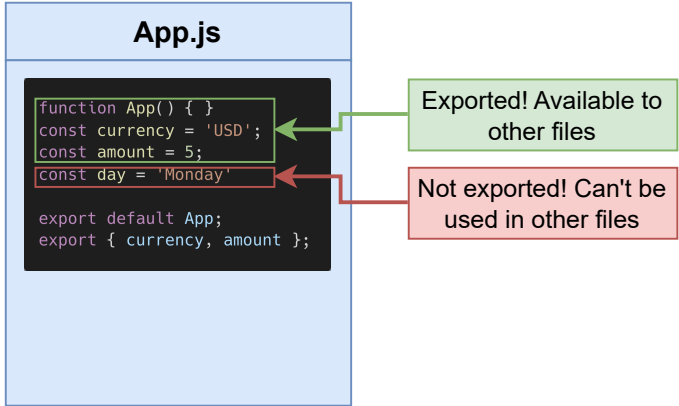 App.js
function App() { }
const currency = 'USD';
const amount = 5;
const day = 'Monday'
export default App;
export { currency, amount };
Exported! Available to
other files
Not exported! Can't be
used in other files